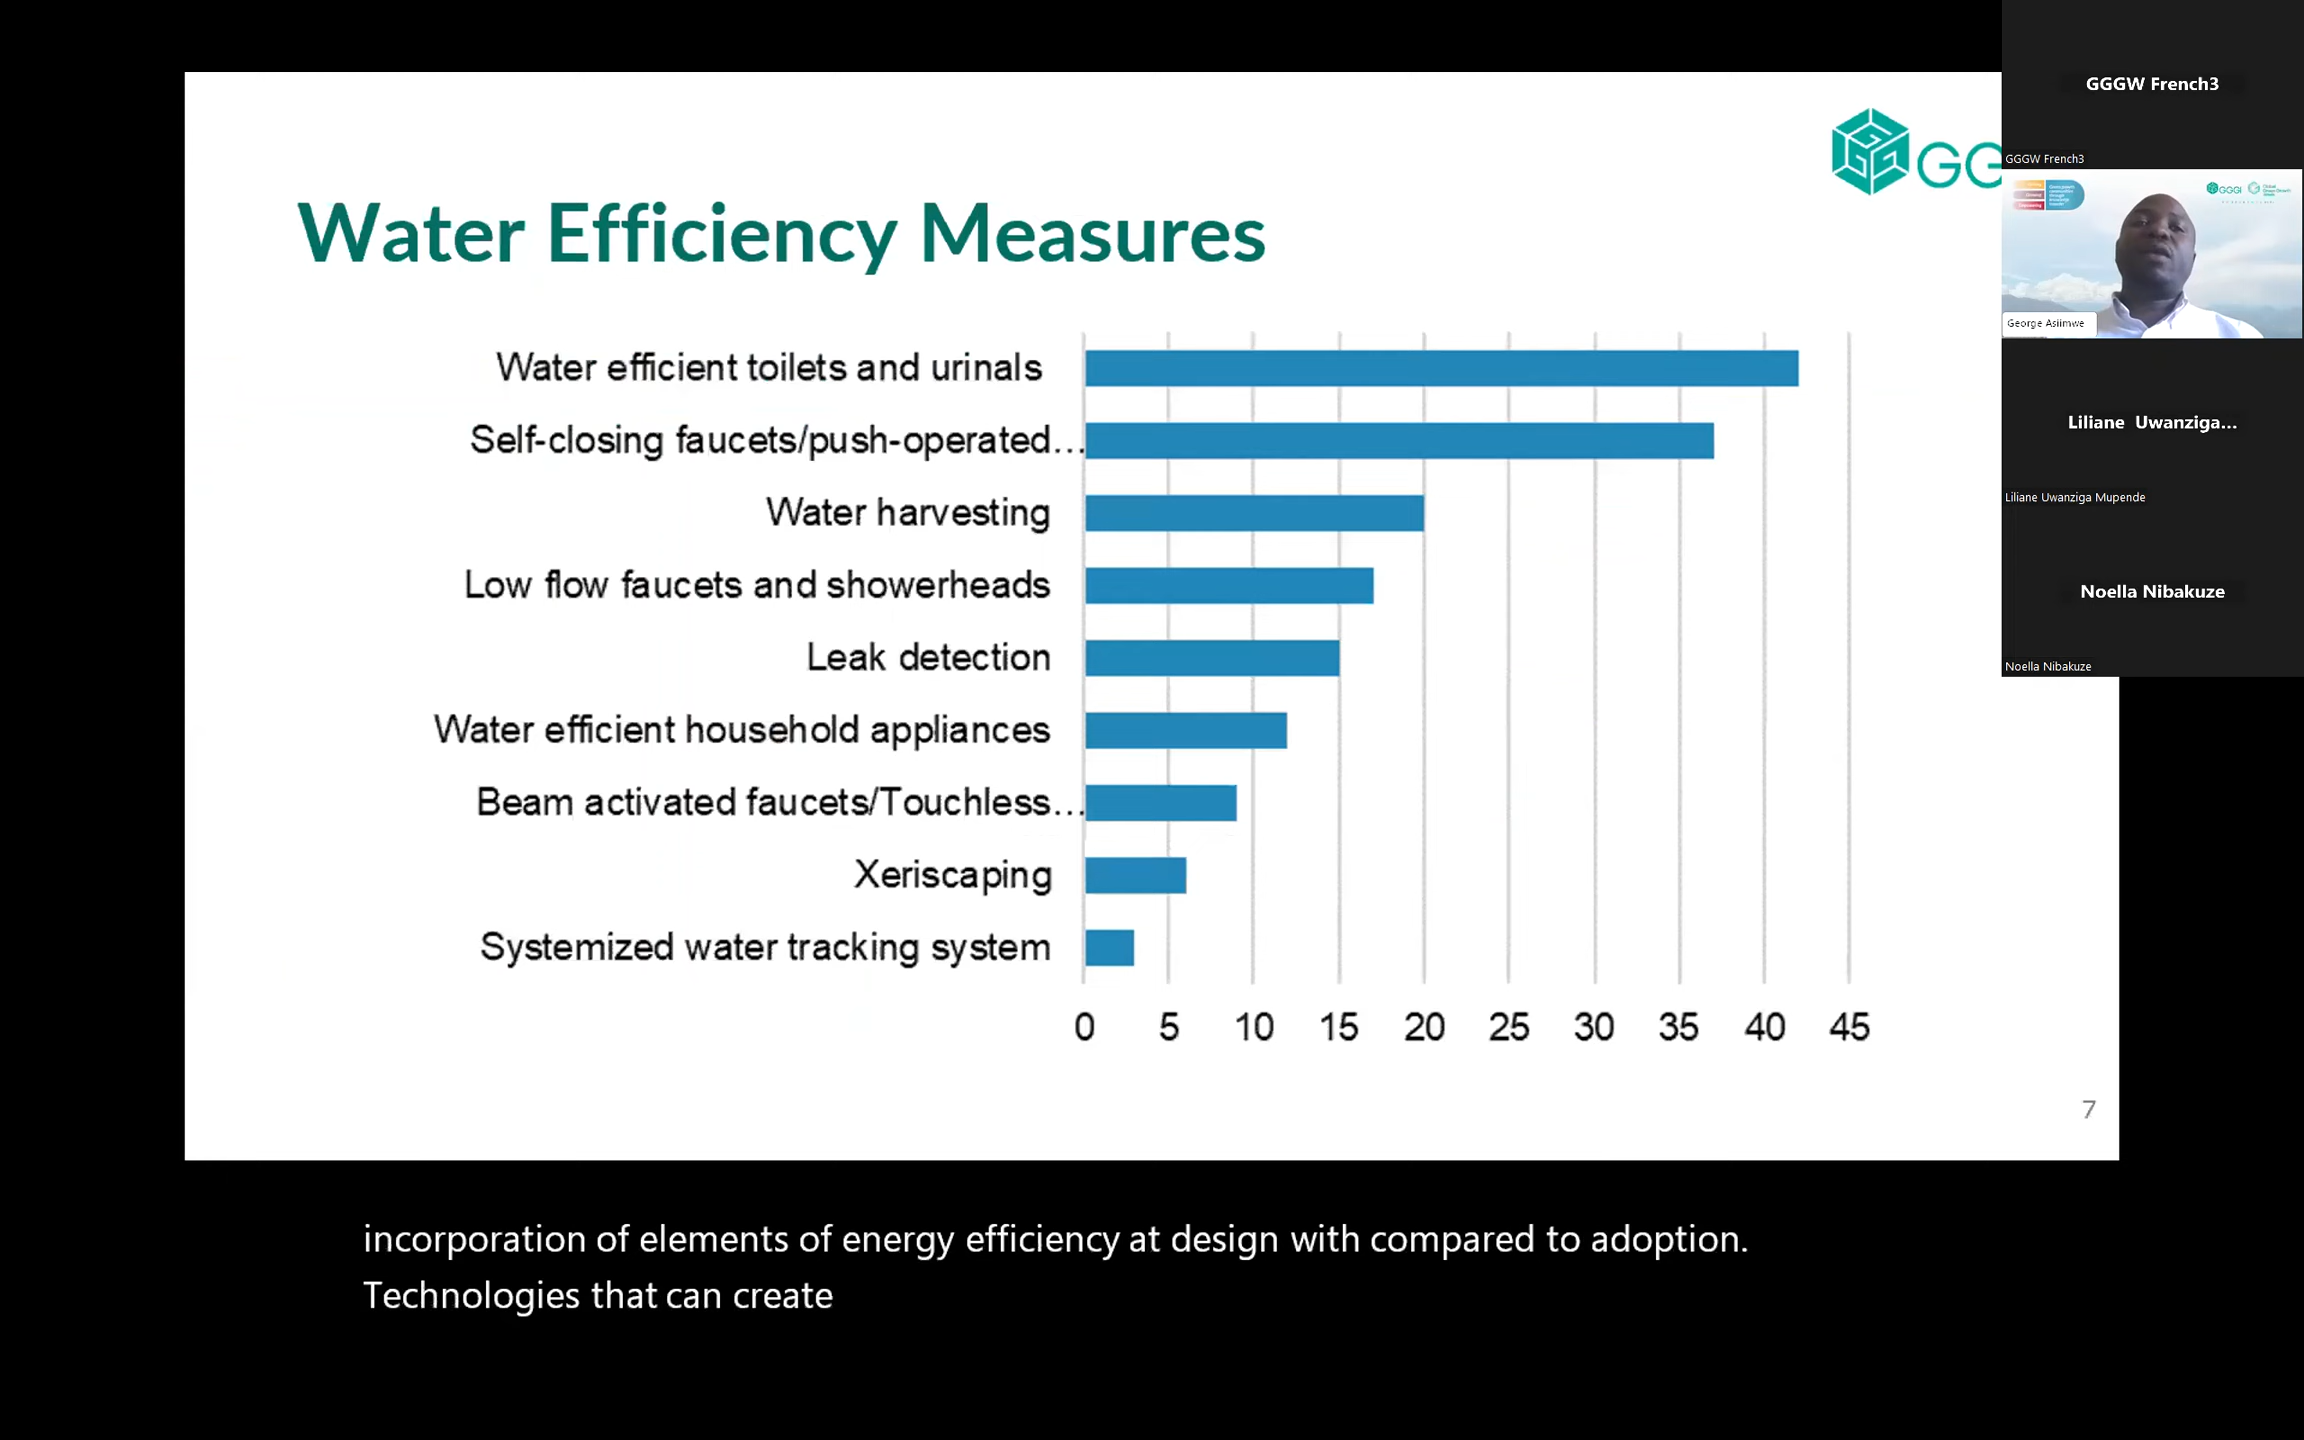 GG
Water Efficiency Measures
Water efficient toilets and urinals
Self-closing faucets/push-operated...
Water harvesting
Low flow faucets and showerheads
Leak detection
Water efficient household appliances
Beam activated faucets/Touchless...
Xeriscaping
Systemized water tracking system
0 5 10 15 20 25 30 35 40 45
7
GGGW French3
GGGW French3
GGGI
George Asiimwe
Liliane Uwanziga...
Liliane Uwanziga Mupende
Noella Nibakuze
Noella Nibakuze
incorporation of elements of energy efficiency at design with compared to adoption.
Technologies that can create